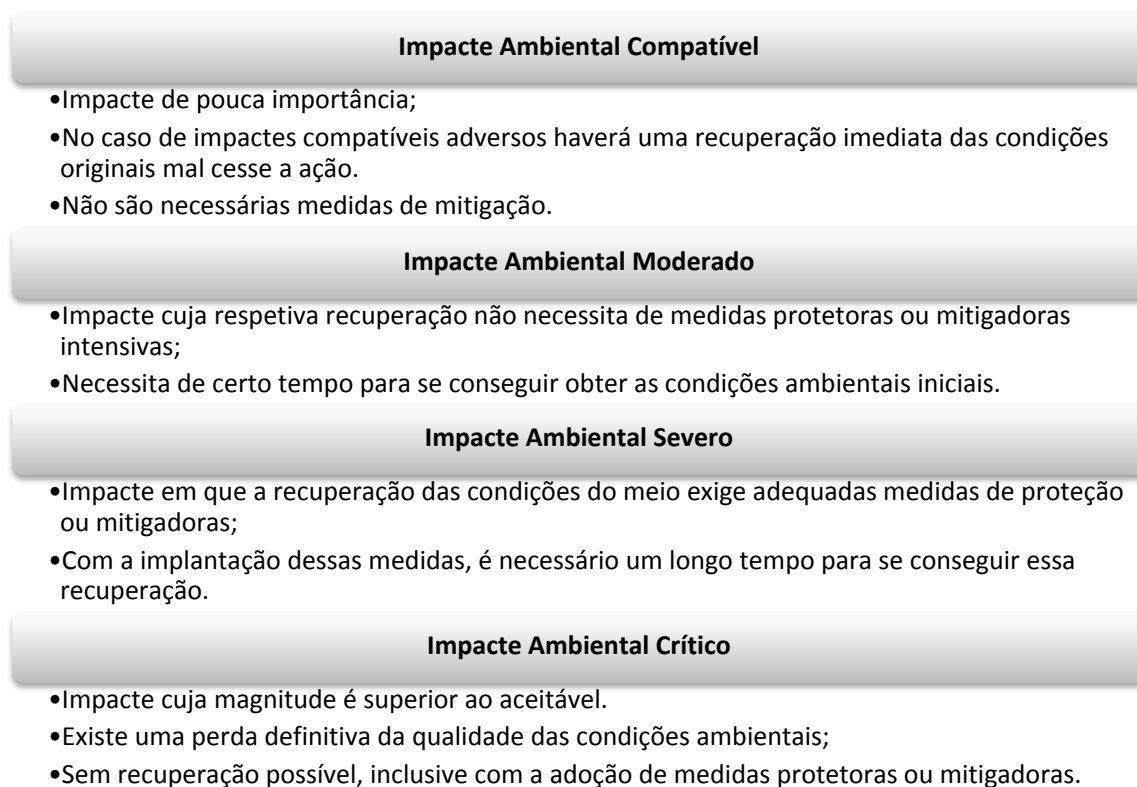 Impacte Ambiental Compatível
•Impacte de pouca importância;
•No caso de impactes compatíveis adversos haverá uma recuperação imediata das condições
originais mal cesse a ação.
•Não são necessárias medidas de mitigação.
Impacte Ambiental Moderado
•Impacte cuja respetiva recuperação não necessita de medidas protetoras ou mitigadoras
intensivas;
•Necessita de certo tempo para se conseguir obter as condições ambientais iniciais.
Impacte Ambiental Severo
•Impacte em que a recuperação das condições do meio exige adequadas medidas de proteção
ou mitigadoras;
•Com a implantação dessas medidas, é necessário um longo tempo para se conseguir essa
recuperação.
Impacte Ambiental Crítico
•Impacte cuja magnitude é superior ao aceitável.
•Existe uma perda definitiva da qualidade das condições ambientais;
•Sem recuperação possível, inclusive com a adoção de medidas protetoras ou mitigadoras.